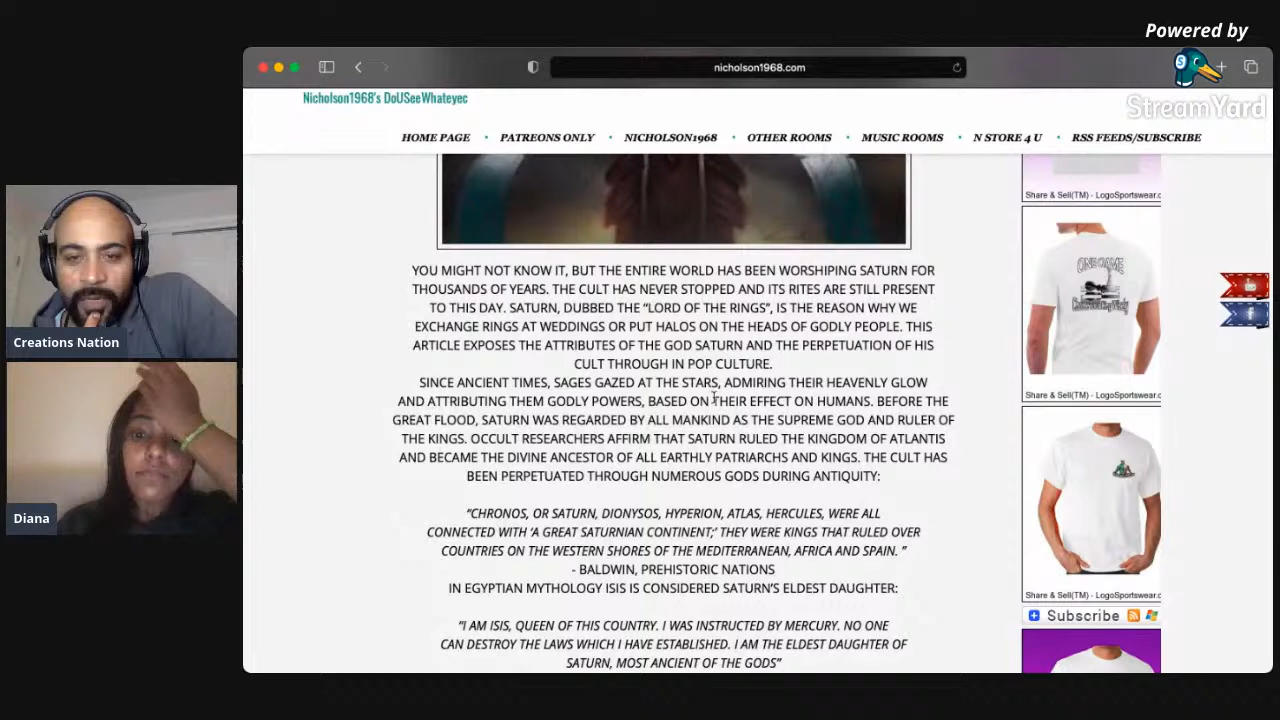 Powered by
StreamYard
nicholson1968.com
Nicholson1968's DoUSeeWhateyec
HOME PAGE • PATREONS ONLY • NICHOLSON1968 • OTHER ROOMS • MUSIC ROOMS • N STORE 4 U • RSS FEEDS/SUBSCRIBE
YOU MIGHT NOT KNOW IT, BUT THE ENTIRE WORLD HAS BEEN WORSHIPING SATURN FOR
THOUSANDS OF YEARS. THE CULT HAS NEVER STOPPED AND ITS RITES ARE STILL PRESENT
TO THIS DAY. SATURN, DUBBED THE “LORD OF THE RINGS”, IS THE REASON WHY WE
EXCHANGE RINGS AT WEDDINGS OR PUT HALOS ON THE HEADS OF GODLY PEOPLE. THIS
ARTICLE EXPOSES THE ATTRIBUTES OF THE GOD SATURN AND THE PERPETUATION OF HIS
CULT THROUGH IN POP CULTURE.
SINCE ANCIENT TIMES, SAGES GAZED AT THE STARS, ADMIRING THEIR HEAVENLY GLOW
AND ATTRIBUTING THEM GODLY POWERS, BASED ON THEIR EFFECT ON HUMANS. BEFORE THE
GREAT FLOOD, SATURN WAS REGARDED BY ALL MANKIND AS THE SUPREME GOD AND RULER OF
THE KINGS. OCCULT RESEARCHERS AFFIRM THAT SATURN RULED THE KINGDOM OF ATLANTIS
AND BECAME THE DIVINE ANCESTOR OF ALL EARTHLY PATRIARCHS AND KINGS. THE CULT HAS
BEEN PERPETUATED THROUGH NUMEROUS GODS DURING ANTIQUITY:
“CHRONOS, OR SATURN, DIONYSOS, HYPERION, ATLAS, HERCULES, WERE ALL
CONNECTED WITH ‘A GREAT SATURNIAN CONTINENT;’ THEY WERE KINGS THAT RULED OVER
COUNTRIES ON THE WESTERN SHORES OF THE MEDITERRANEAN, AFRICA AND SPAIN. ”
- BALDWIN, PREHISTORIC NATIONS
IN EGYPTIAN MYTHOLOGY ISIS IS CONSIDERED SATURN’S ELDEST DAUGHTER:
“I AM ISIS, QUEEN OF THIS COUNTRY. I WAS INSTRUCTED BY MERCURY. NO ONE
CAN DESTROY THE LAWS WHICH I HAVE ESTABLISHED. I AM THE ELDEST DAUGHTER OF
SATURN, MOST ANCIENT OF THE GODS”
Share & Sell(TM) - LogoSportswear.c
ONE GAME
Share & Sell(TM) - LogoSportswear.c
Share & Sell(TM) - LogoSportswear.c
Subscribe
Creations Nation
Diana